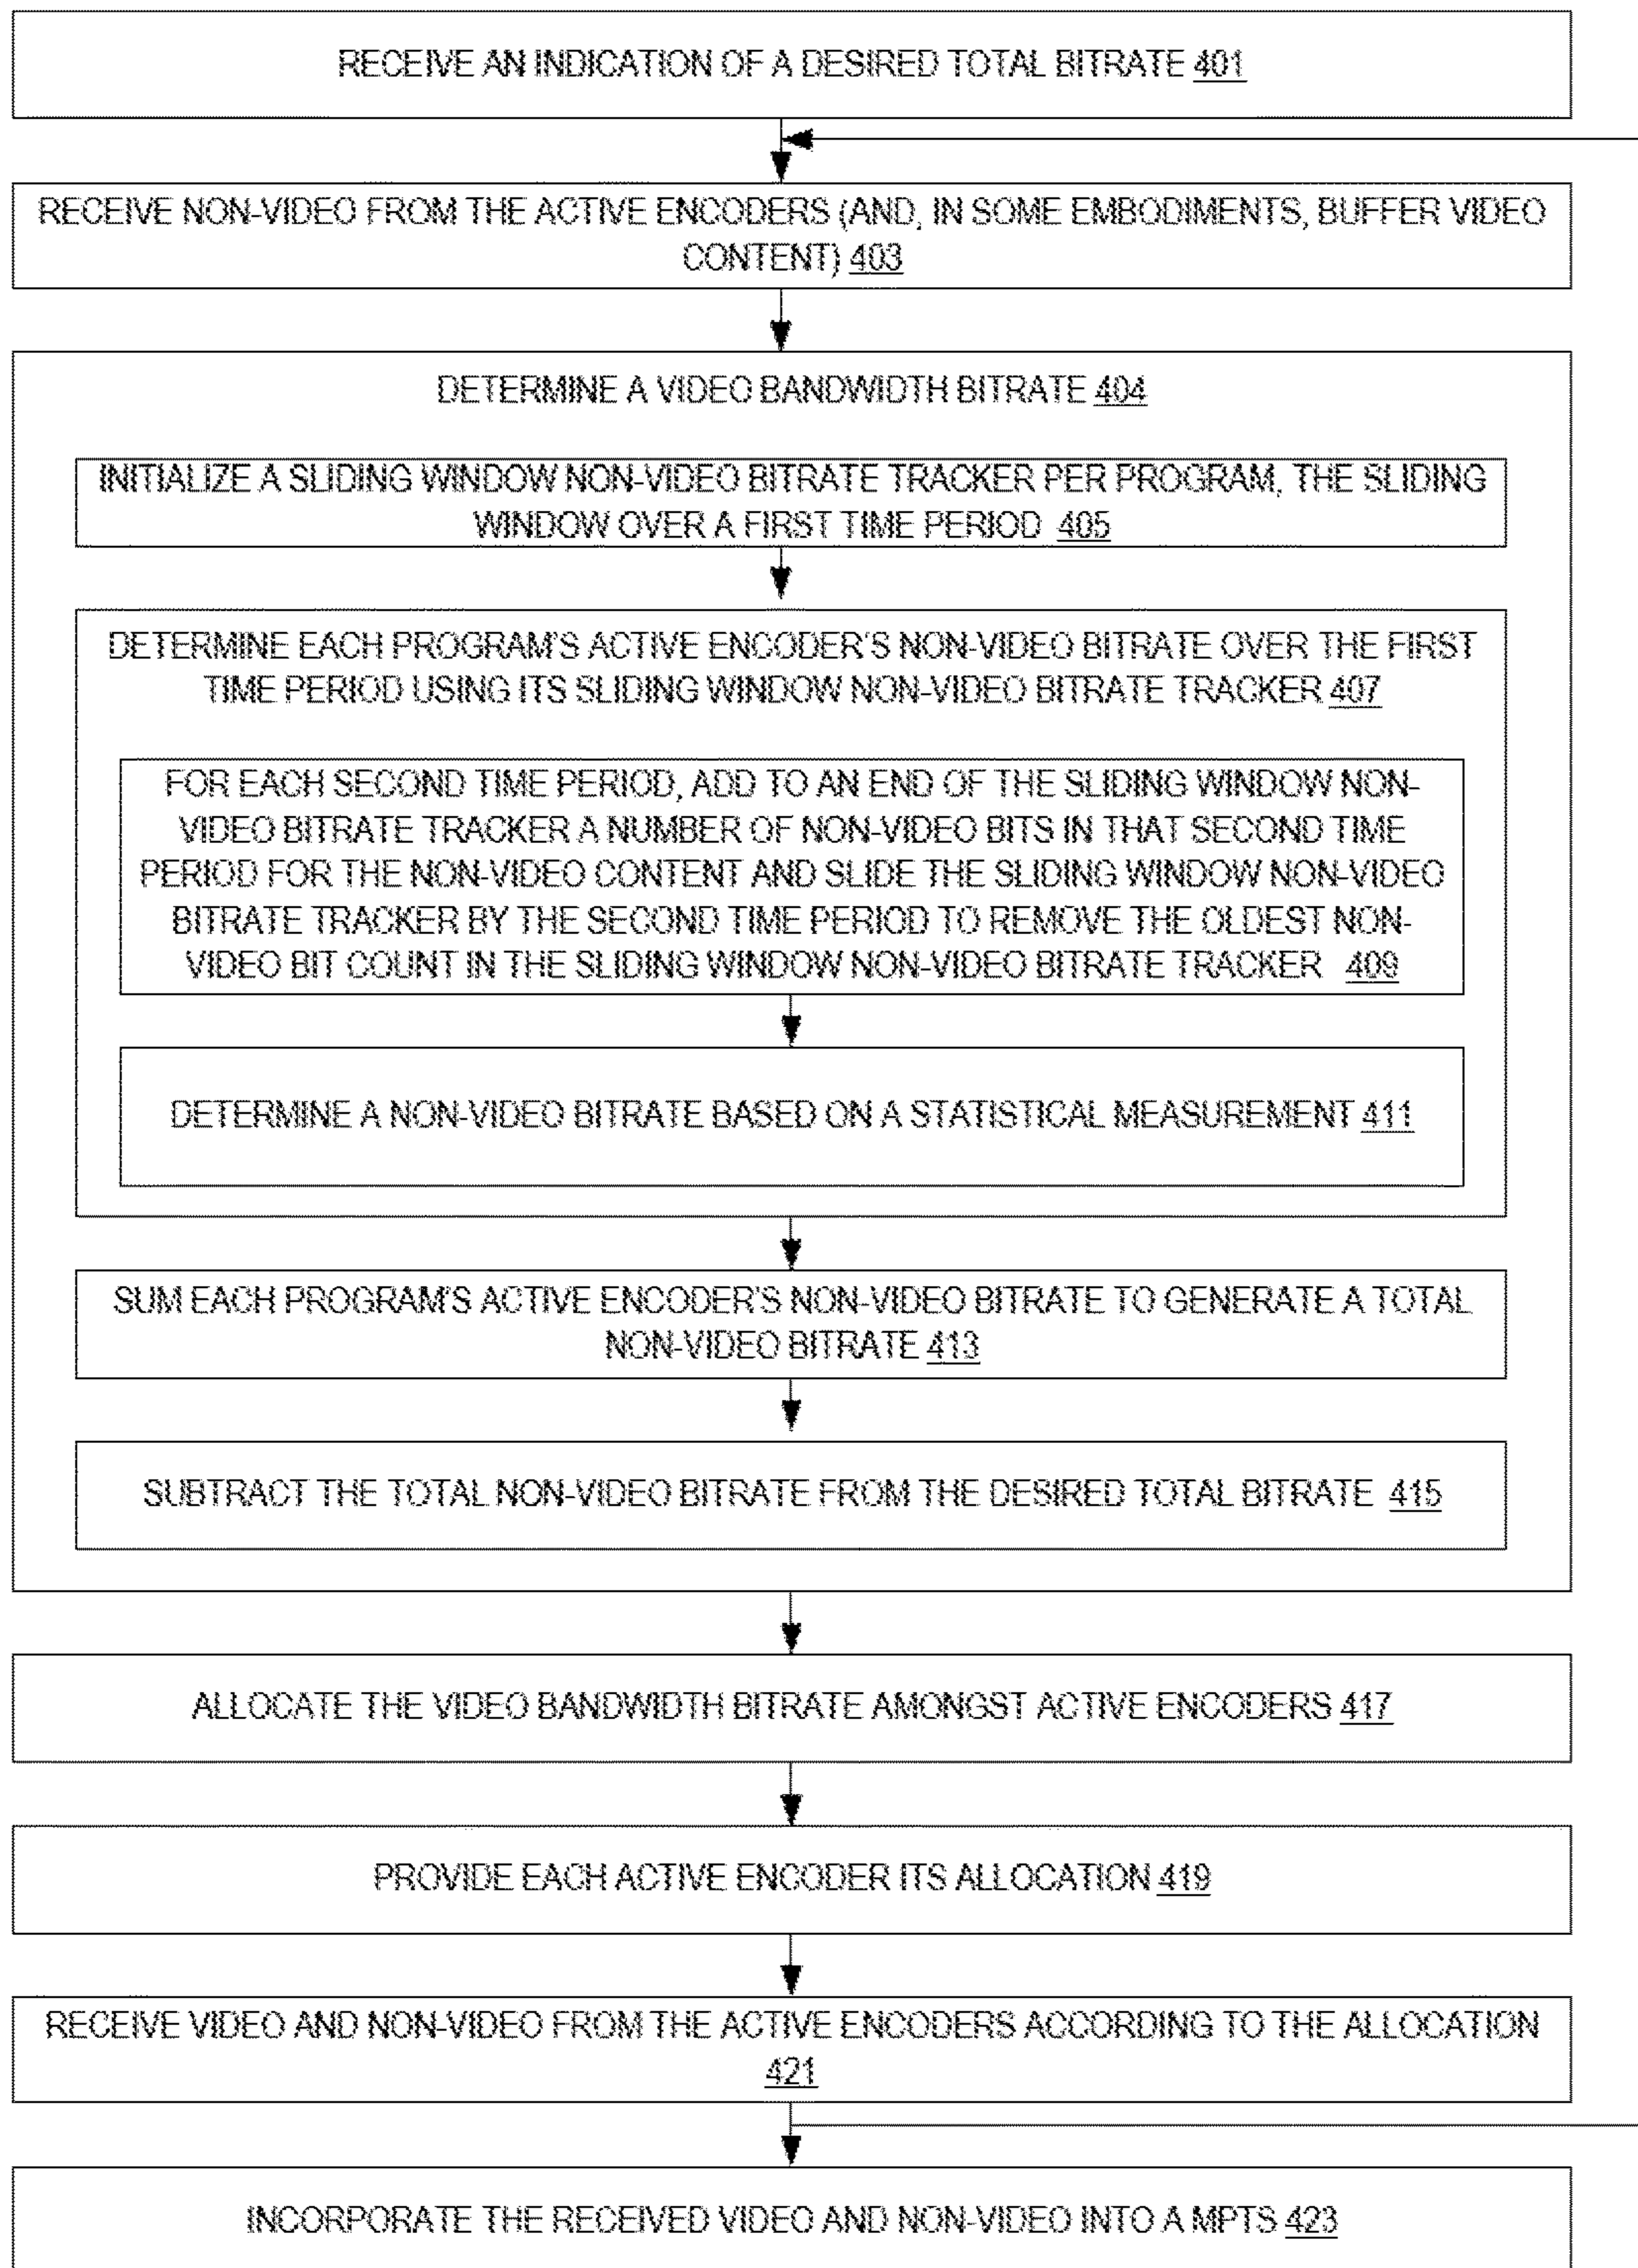 RECEIVE AN INDICATION OF A DESIRED TOTAL BITRATE 401
RECEIVE NON-VIDEO FROM THE ACTIVE ENCODERS (AND, IN SOME EMBODIMENTS, BUFFER VIDEO
CONTENT) 403
DETERMINE A VIDEO BANDWIDTH BITRATE 404
INITIALIZE A SLIDING WINDOW NON-VIDEO BITRATE TRACKER PER PROGRAM, THE SLIDING
WINDOW OVER A FIRST TIME PERIOD 405
DETERMINE EACH PROGRAM'S ACTIVE ENCODER'S NON-VIDEO BITRATE OVER THE FIRST
TIME PERIOD USING ITS SLIDING WINDOW NON-VIDEO BITRATE TRACKER 407
FOR EACH SECOND TIME PERIOD, ADD TO AN END OF THE SLIDING WINDOW NON-
VIDEO BITRATE TRACKER A NUMBER OF NON-VIDEO BITS IN THAT SECOND TIME
PERIOD FOR THE NON-VIDEO CONTENT AND SLIDE THE SLIDING WINDOW NON-VIDEO
BITRATE TRACKER BY THE SECOND TIME PERIOD TO REMOVE THE OLDEST NON-
VIDEO BIT COUNT IN THE SLIDING WINDOW NON-VIDEO BITRATE TRACKER 409
DETERMINE A NON-VIDEO BITRATE BASED ON A STATISTICAL MEASUREMENT 411
SUM EACH PROGRAM'S ACTIVE ENCODER'S NON-VIDEO BITRATE TO GENERATE A TOTAL
NON-VIDEO BITRATE 413
SUBTRACT THE TOTAL NON-VIDEO BITRATE FROM THE DESIRED TOTAL BITRATE 415
ALLOCATE THE VIDEO BANDWIDTH BITRATE AMONGST ACTIVE ENCODERS 417
PROVIDE EACH ACTIVE ENCODER ITS ALLOCATION 419
RECEIVE VIDEO AND NON-VIDEO FROM THE ACTIVE ENCODERS ACCORDING TO THE ALLOCATION
421
INCORPORATE THE RECEIVED VIDEO AND NON-VIDEO INTO A MPTS 423